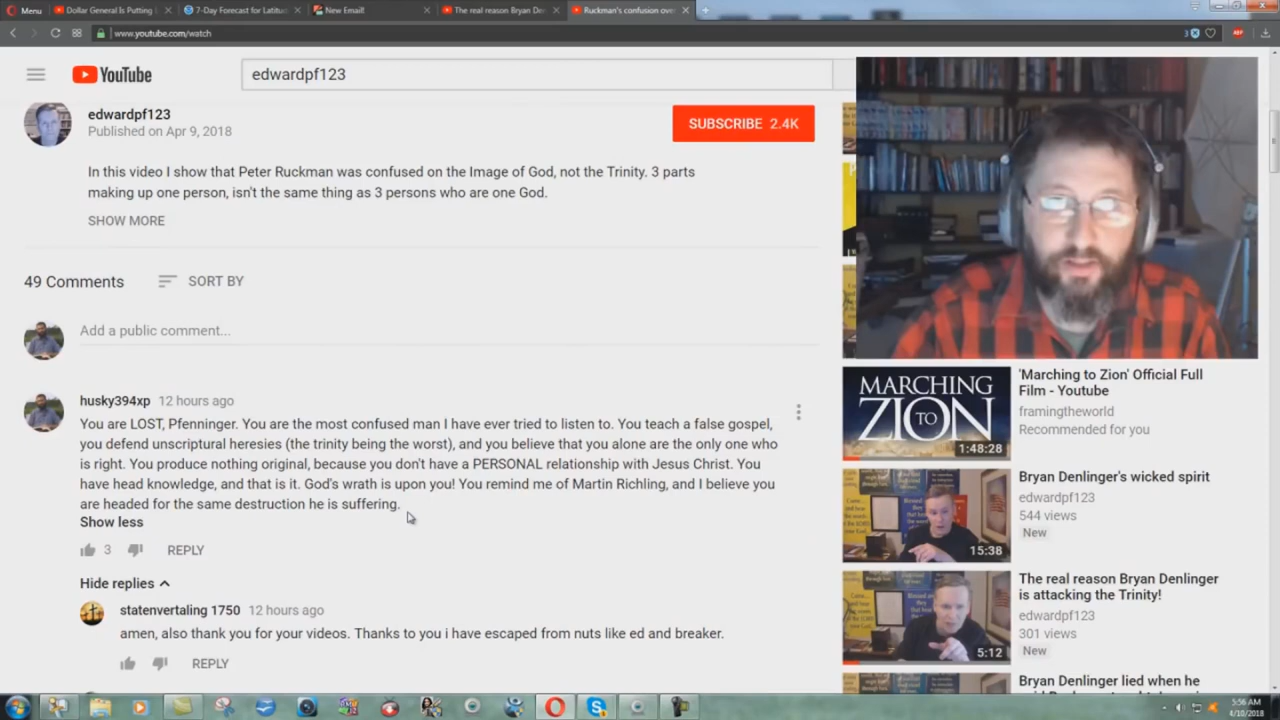 Menu
Dollar General Is Putting I
7-Day Forecast for Latitud
New Emaill
The real reason Bryan Den
Ruckman's confusion ove
www.youtube.com/watch
3
YouTube
edwardpf123
edwardpf123
Published on Apr 9, 2018
SUBSCRIBE 2.4K
In this video I show that Peter Ruckman was confused on the Image of God, not the Trinity. 3 parts
making up one person, isn't the same thing as 3 persons who are one God.
SHOW MORE
49 Comments
SORT BY
Add a public comment...
husky394xp 12 hours ago
You are LOST, Pfenninger. You are the most confused man I have ever tried to listen to. You teach a false gospel,
you defend unscriptural heresies (the trinity being the worst), and you believe that you alone are the only one who
is right. You produce nothing original, because you don't have a PERSONAL relationship with Jesus Christ. You
have head knowledge, and that is it. God's wrath is upon you! You remind me of Martin Richling, and I believe you
are headed for the same destruction he is suffering.
Show less
3
REPLY
Hide replies
statenvertaling 1750 12 hours ago
amen, also thank you for your videos. Thanks to you i have escaped from nuts like ed and breaker.
REPLY
MARCHING
TO
ZION
1:48:28
'Marching to Zion' Official Full
Film - Youtube
framingtheworld
Recommended for you
15:38
Bryan Denlinger's wicked spirit
edwardpf123
544 views
New
5:12
The real reason Bryan Denlinger
is attacking the Trinity!
edwardpf123
301 views
New
Bryan Denlinger lied when he
5:56 AM
4/10/2018